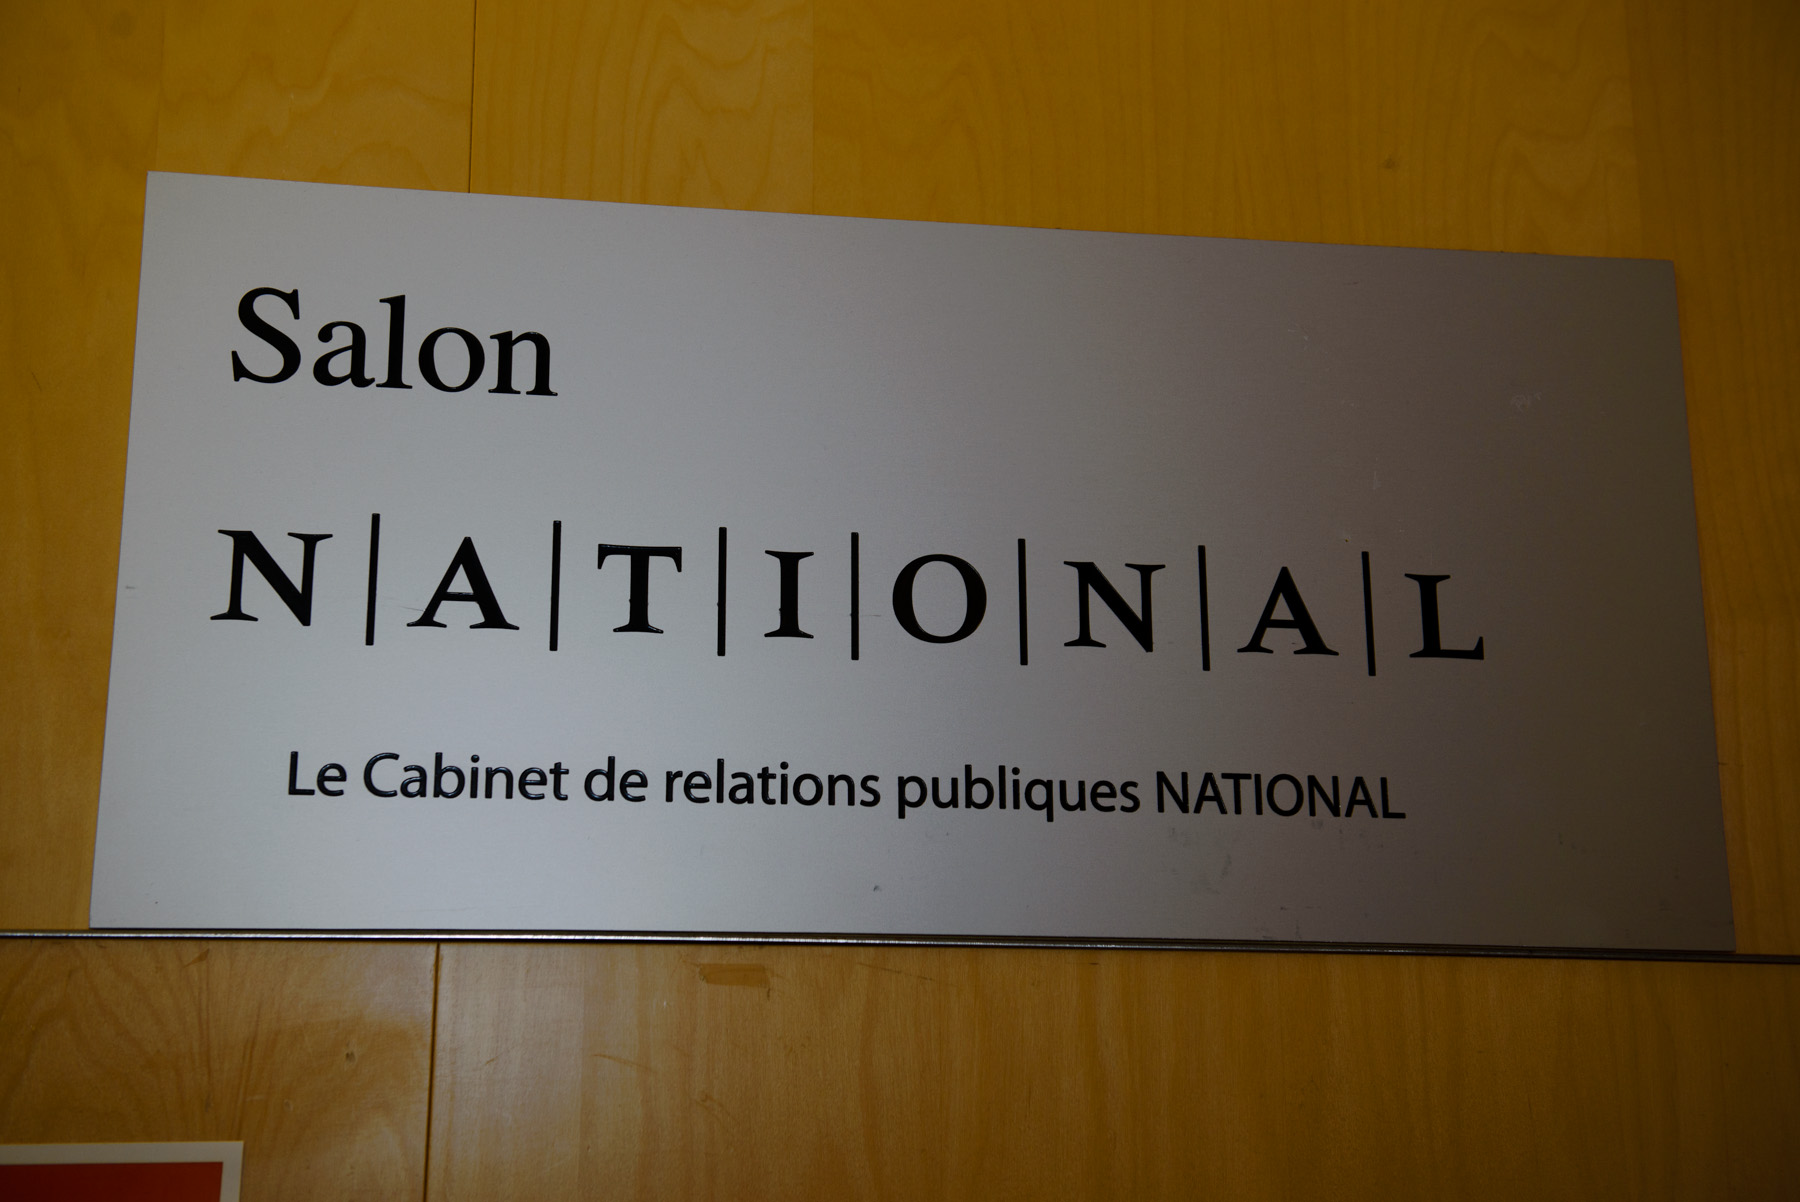 Salon
N|A|T|I|O|N|A|L
Le Cabinet de relations publiques NATIONAL